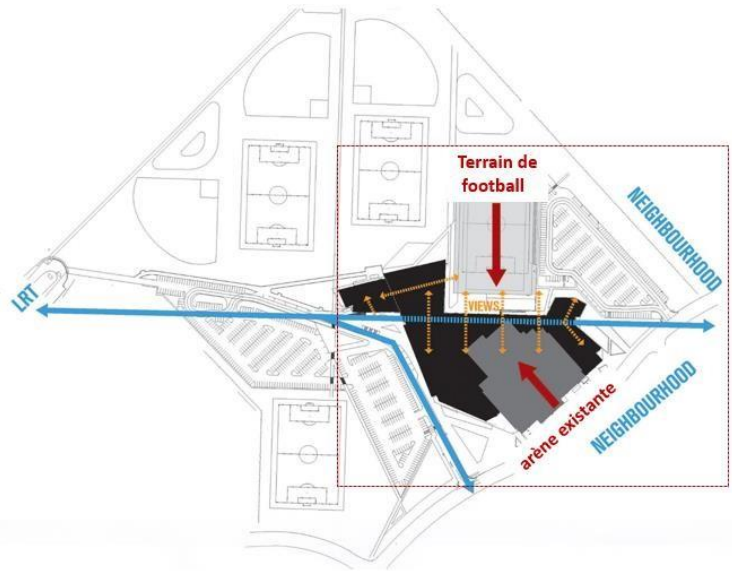 Terrain de
football
NEIGHBOURHOOD
LRT
VIEWS
arène existante
NEIGHBOURHOOD